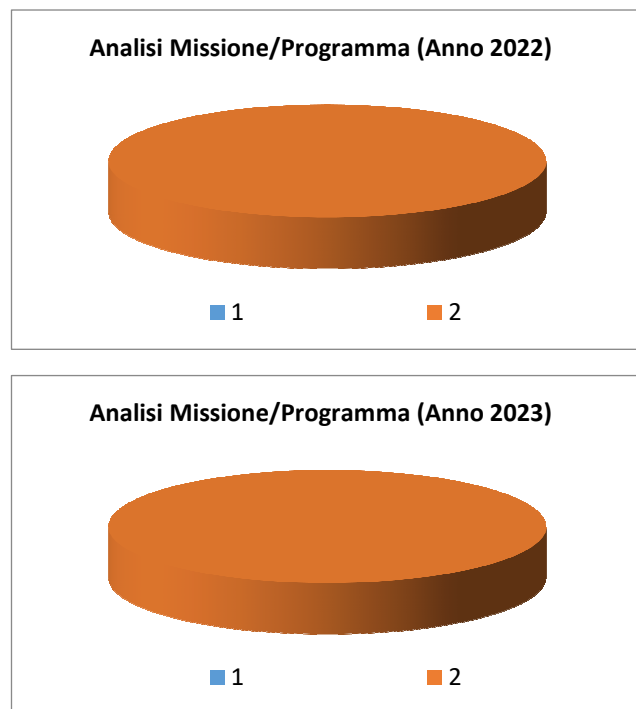 Analisi Missione/Programma (Anno 2022)
1 2
Analisi Missione/Programma (Anno 2023)
1 2